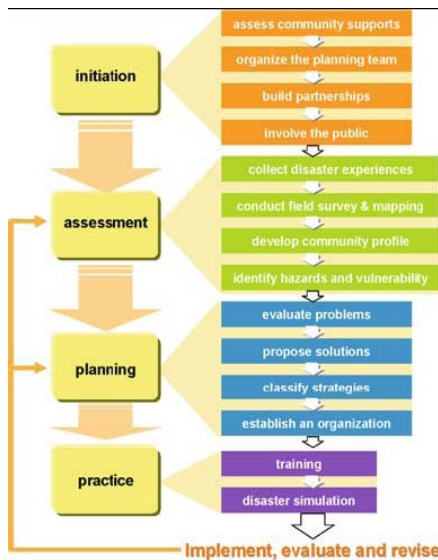 initiation
assess community supports
organize the planning team
build partnerships
involve the public
assessment
collect disaster experiences
conduct field survey & mapping
develop community profile
identify hazards and vulnerability
planning
evaluate problems
propose solutions
classify strategies
establish an organization
practice
training
disaster simulation
Implement, evaluate and revise